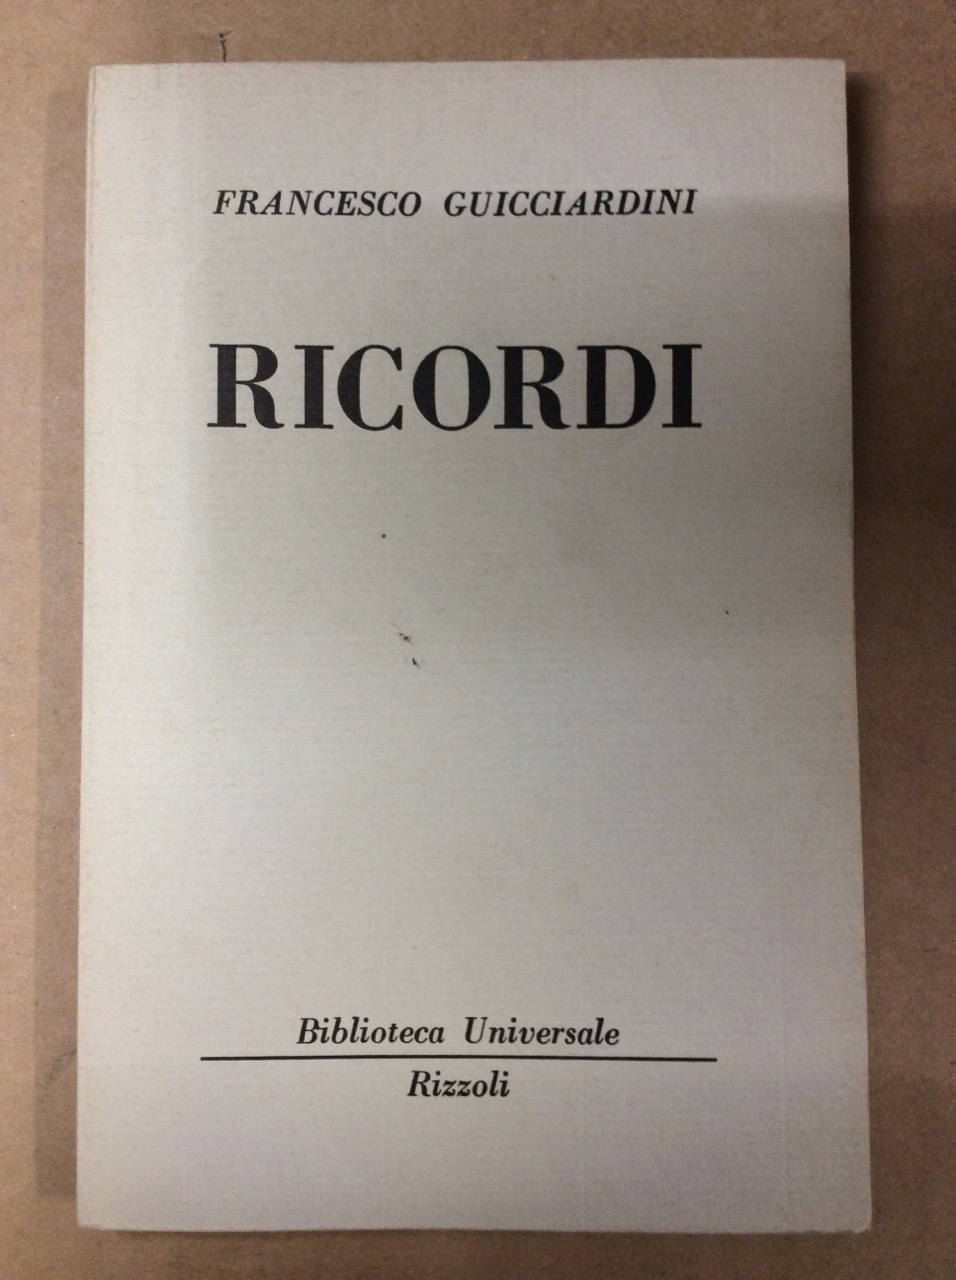 FRANCESCO GUICCIARDINI
RICORDI
Biblioteca Universale
Rizzoli